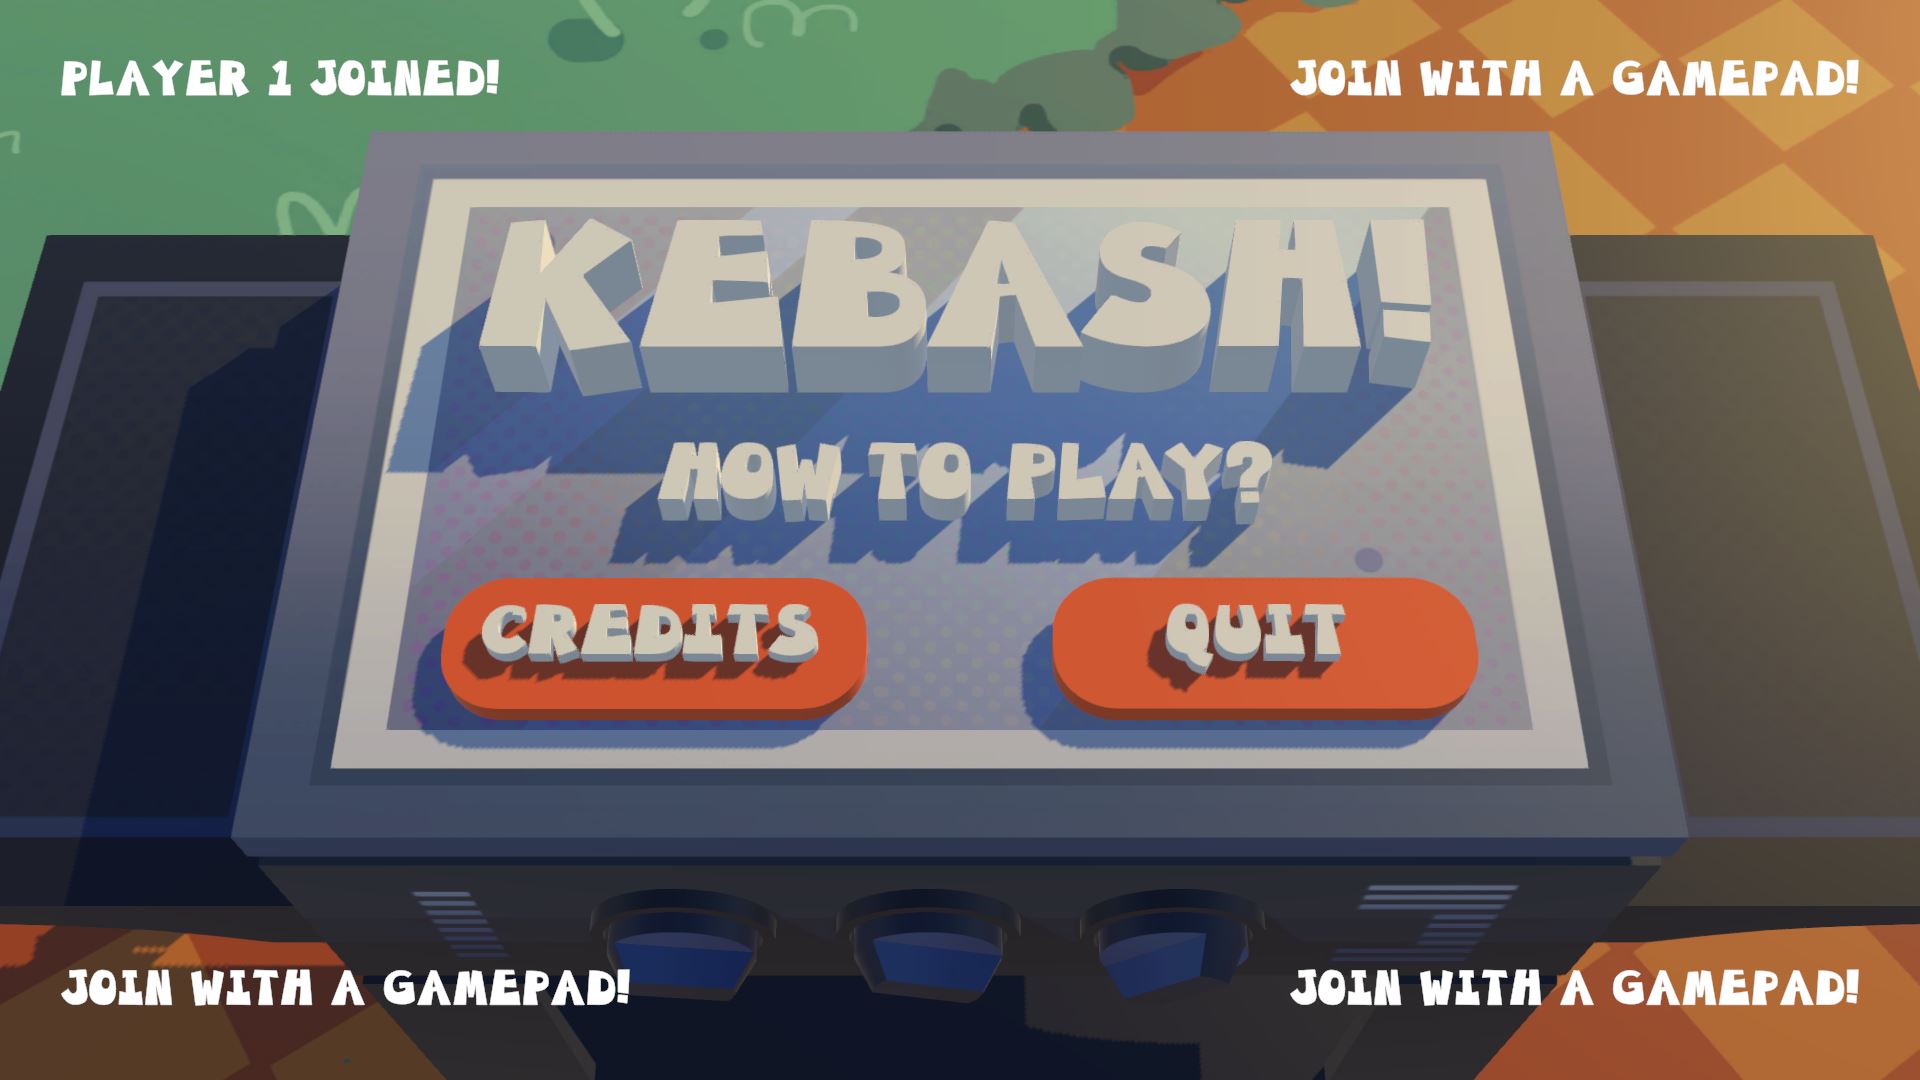 PLAYER 1 JOINED!
JOIN WITH A GAMEPAD!
KEBASH!
HOW TO PLAY?
CREDITS
QUIT
JOIN WITH A GAMEPAD!
JOIN WITH A GAMEPAD!